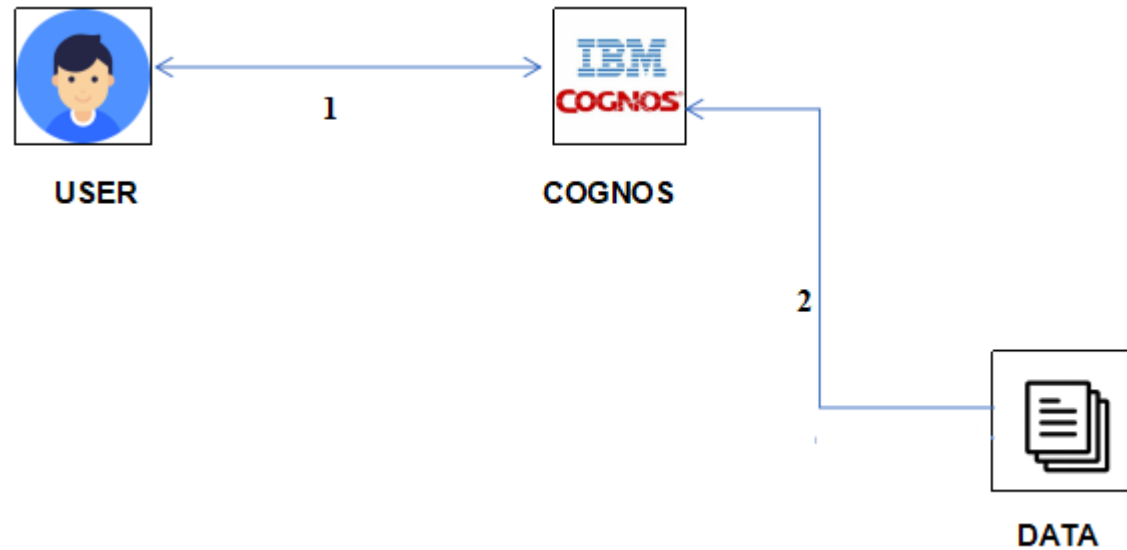 IBM
COGNOS
1
USER
COGNOS
2
DATA